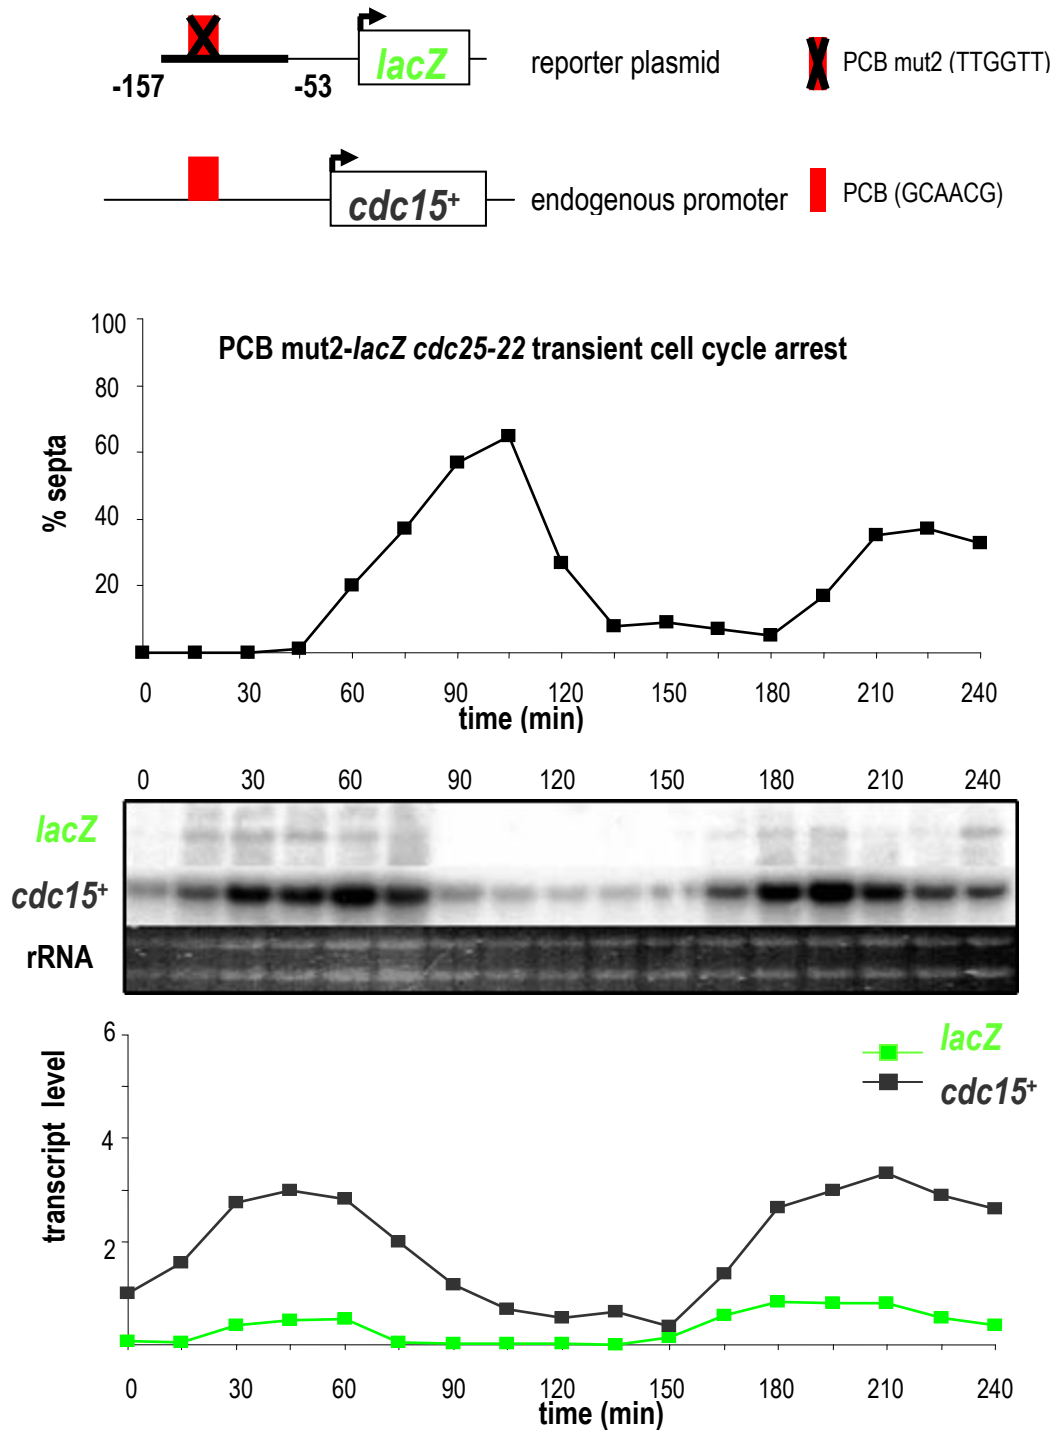 lacZ
reporter plasmid
PCB mut2 (TTGGTT)
-157
-53
cdc15+
endogenous promoter
PCB (GCAACG)
PCB mut2-lacZ cdc25-22 transient cell cycle arrest
100
80
60
40
20
% septa
0 30 60 90 120 150 180 210 240
time (min)
0 30 60 90 120 150 180 210 240
lacZ
cdc15+
rRNA
6
4
2
transcript level
lacZ
cdc15+
0 30 60 90 120 150 180 210 240
time (min)